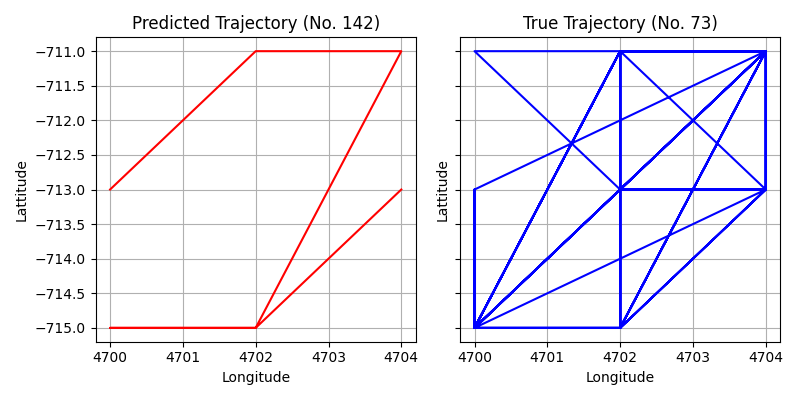 Predicted Trajectory (No. 142)
True Trajectory (No. 73)
−711.0
−711.5
−712.0
−712.5
−713.0
−713.5
−714.0
−714.5
−715.0
Lattitude
Lattitude
4700 4701 4702 4703 4704
4700 4701 4702 4703 4704
Longitude
Longitude